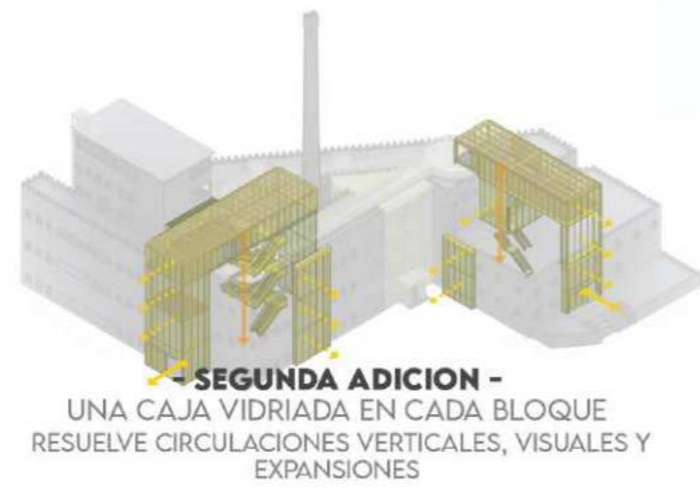 - SEGUNDA ADICION -
UNA CAJA VIDRIADA EN CADA BLOQUE
RESUELVE CIRCULACIONES VERTICALES, VISUALES Y
EXPANSIONES